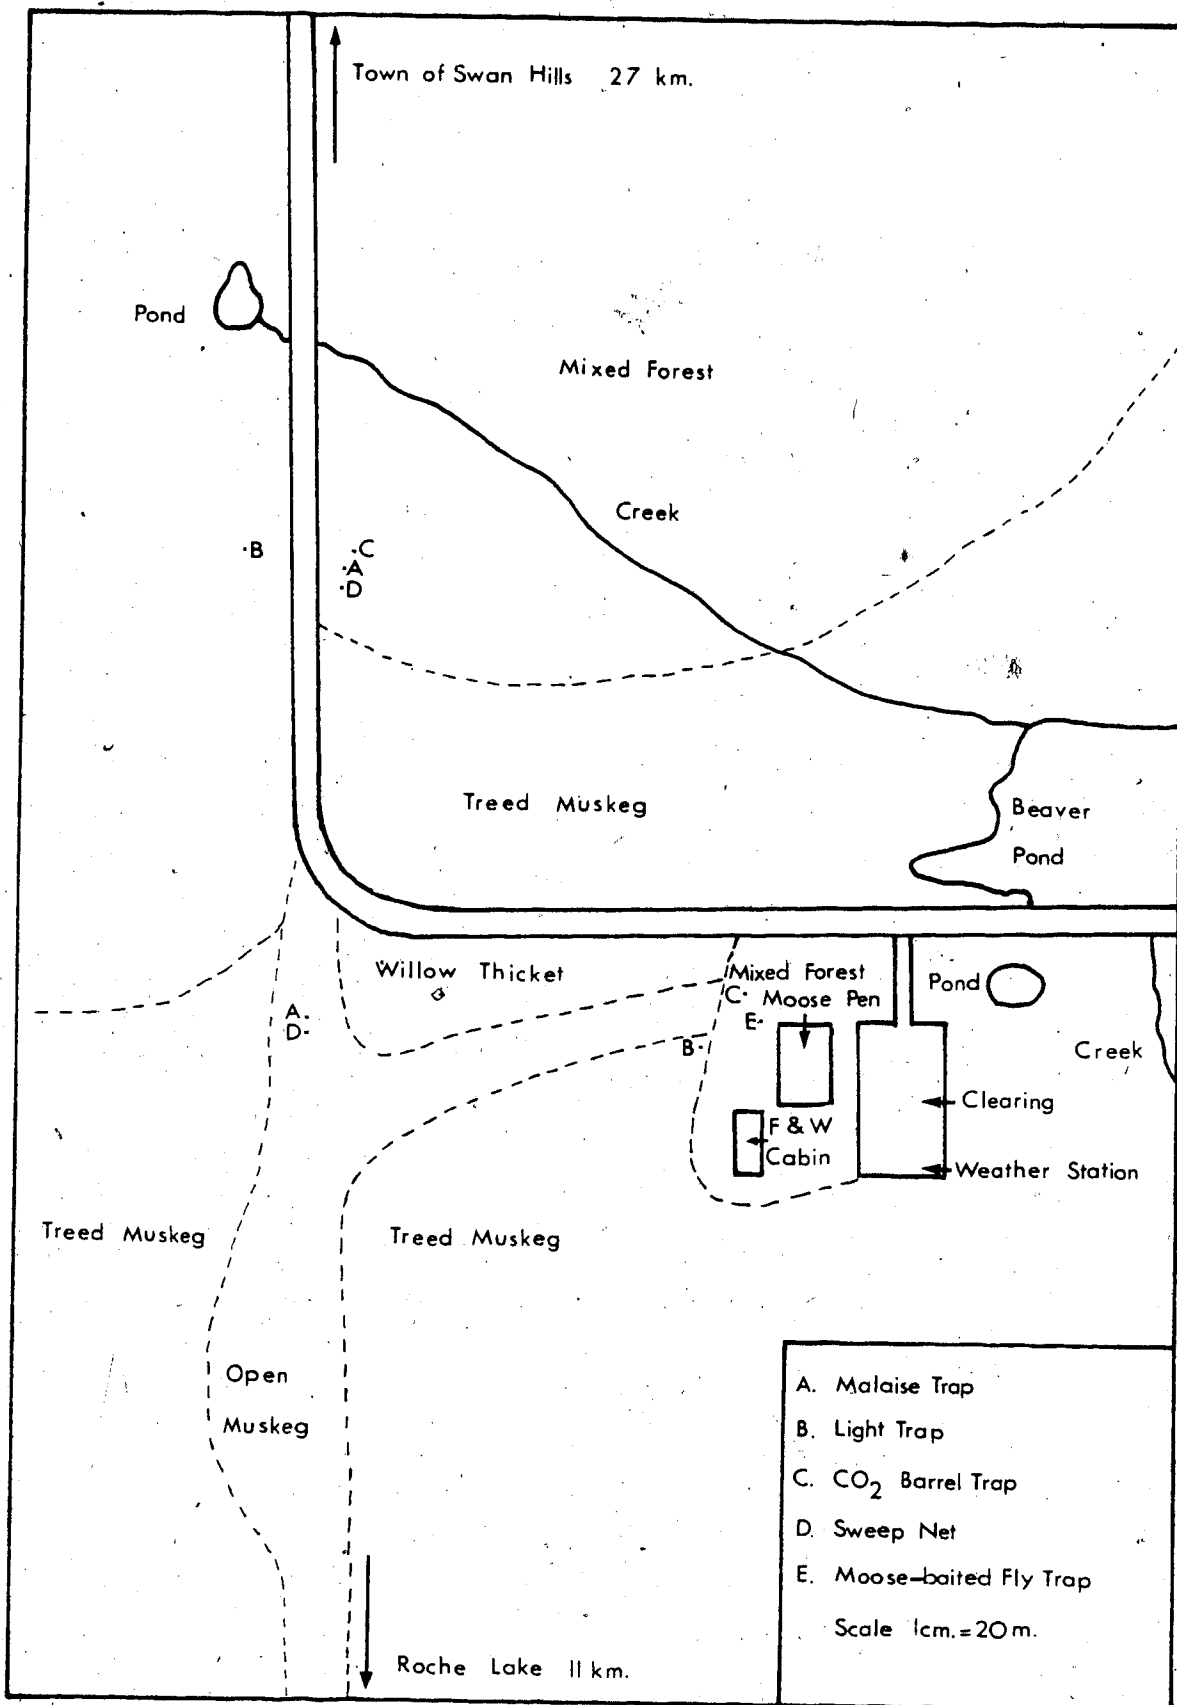 Town of Swan Hills 27 km.
Pond
Mixed Forest
Creek
B
C
A
D
Treed Muskeg
Beaver
Pond
Willow Thicket
Mixed Forest
C
Moose Pen
Pond
A
D
E
B
Creek
Clearing
F & W
Cabin
Weather Station
Treed Muskeg
Treed Muskeg
Open
Muskeg
A. Malaise Trap
B. Light Trap
C. CO₂ Barrel Trap
D. Sweep Net
E. Moose-baited Fly Trap
Scale 1cm.=20m.
Roche Lake 11 km.